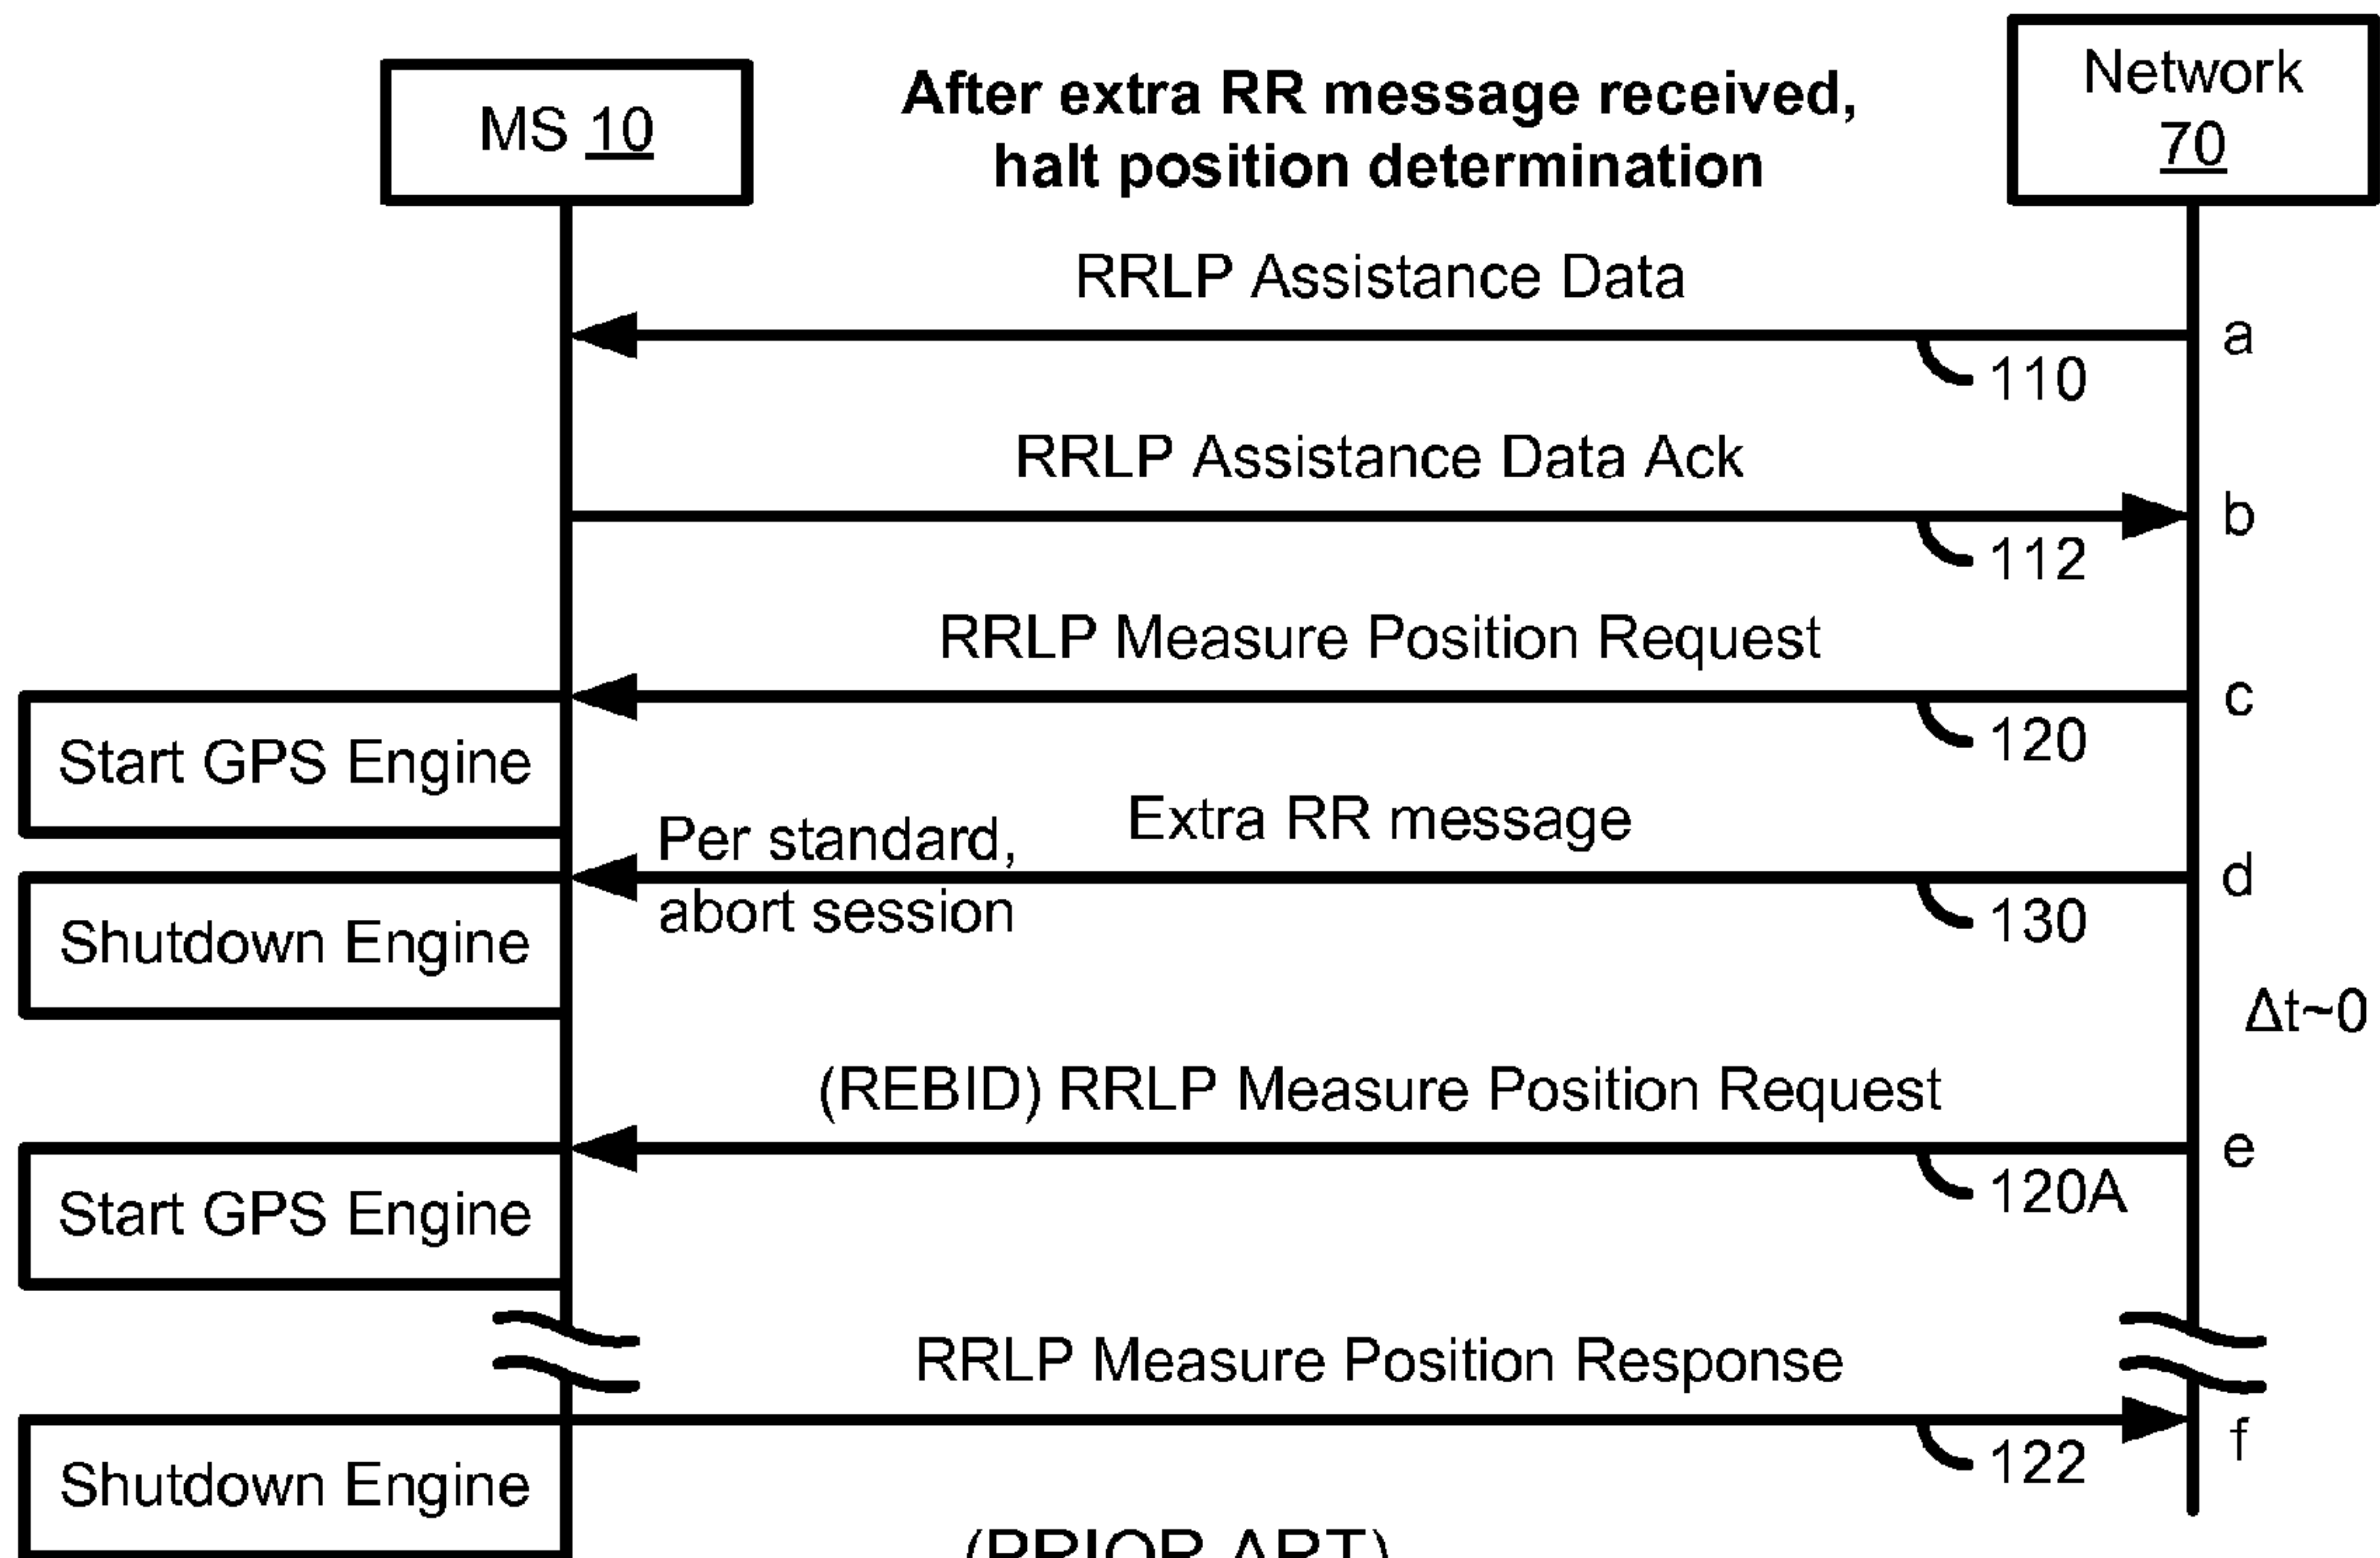 MS 10
After extra RR message received,
halt position determination
Network
70
RRLP Assistance Data
a
110
RRLP Assistance Data Ack
b
112
RRLP Measure Position Request
c
120
Start GPS Engine
Extra RR message
Per standard,
abort session
d
130
Shutdown Engine
Δt~0
(REBID) RRLP Measure Position Request
e
120A
Start GPS Engine
RRLP Measure Position Response
f
122
Shutdown Engine
(PRIOR ART)